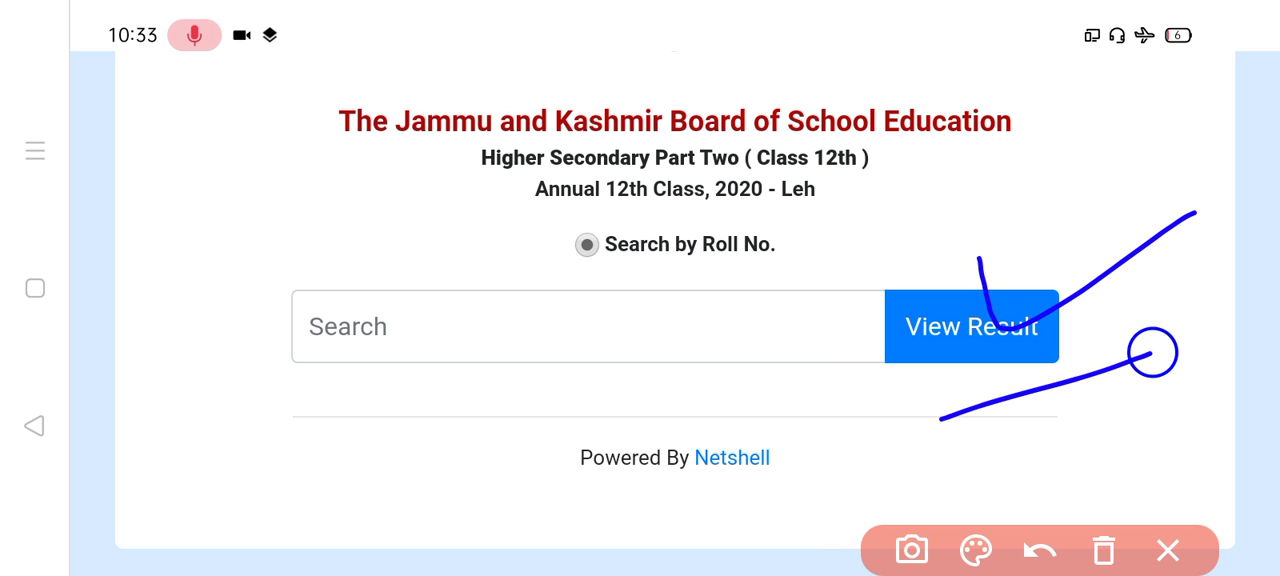 10:33
6
The Jammu and Kashmir Board of School Education
Higher Secondary Part Two ( Class 12th )
Annual 12th Class, 2020 - Leh
Search by Roll No.
Search
View Result
Powered By Netshell